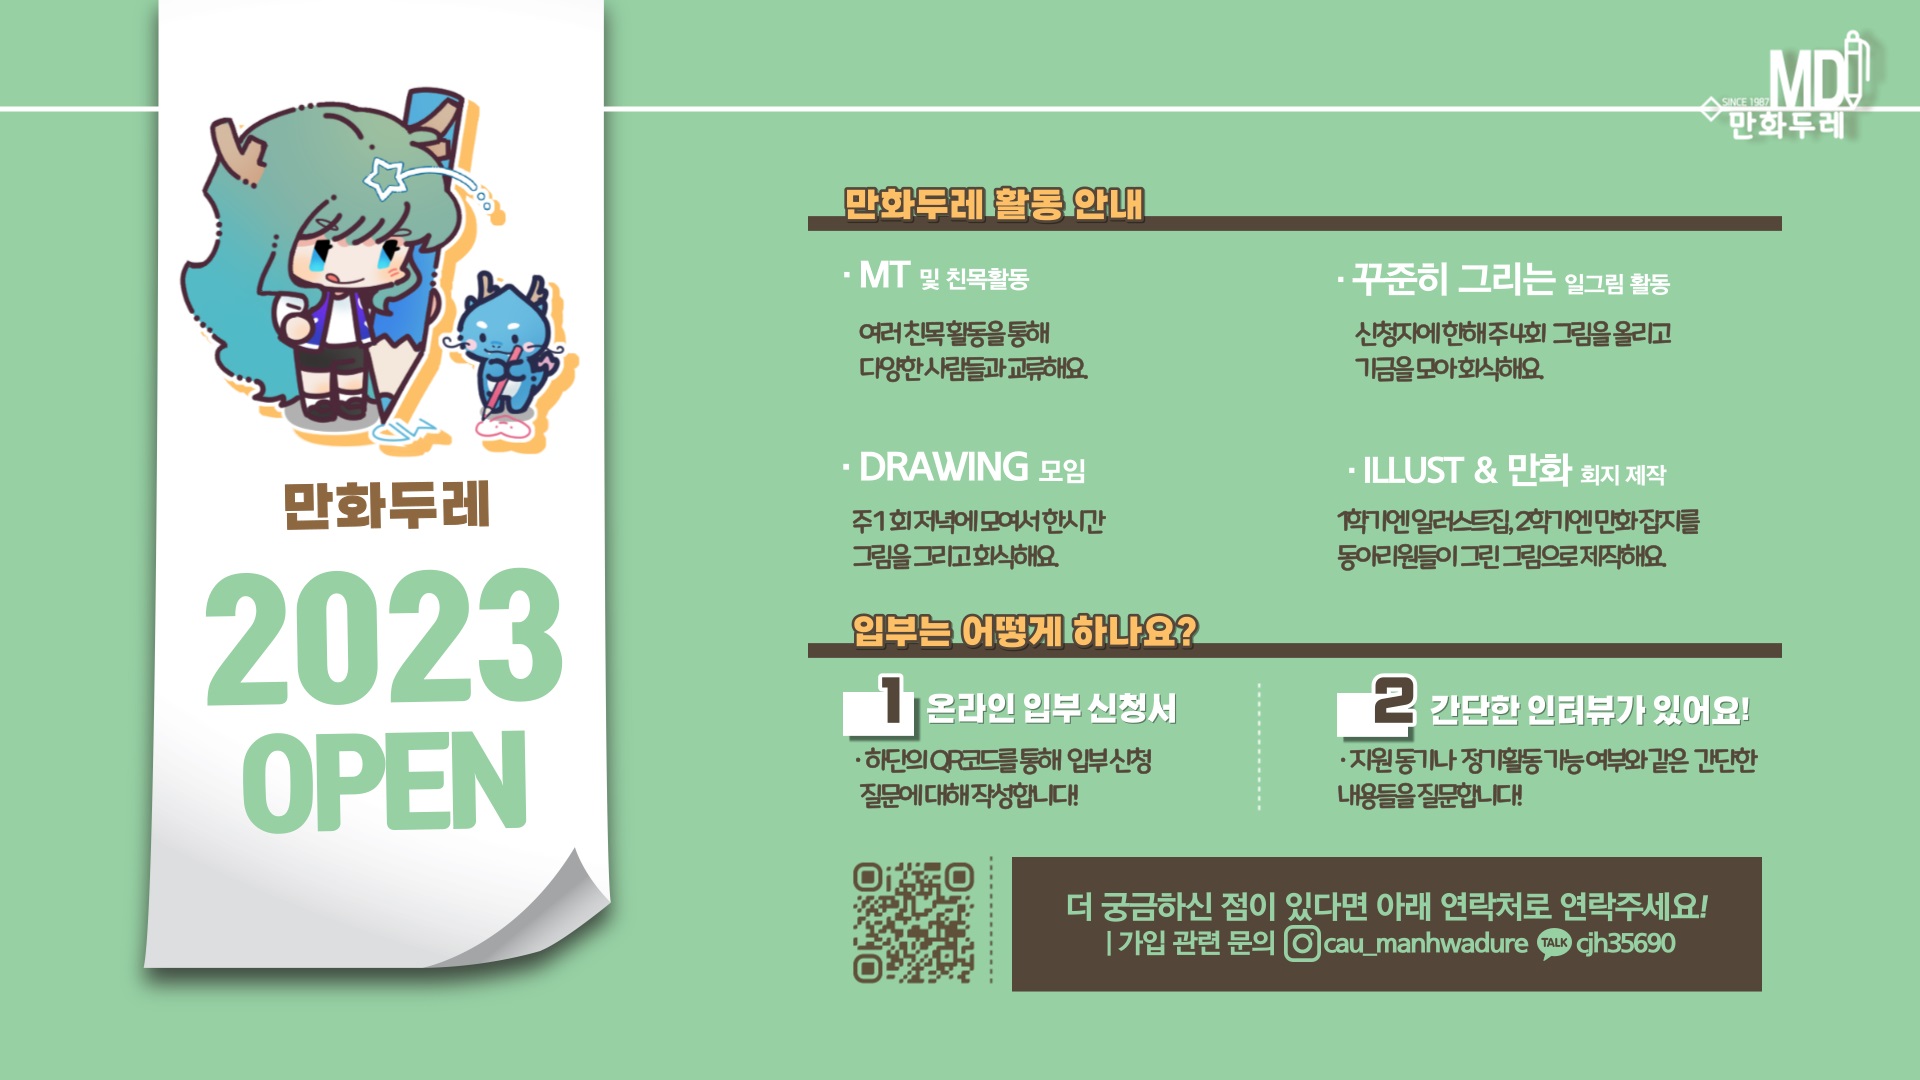 SINCE 1987
MD
만화두레
만화두레
2023
OPEN
만화두레 활동 안내
· MT 및 친목활동
여러 친목 활동을 통해
다양한 사람들과 교류해요.
· 꾸준히 그리는 일그림 활동
신청자에 한해 주 4회 그림을 올리고
기금을 모아 회식해요.
· DRAWING 모임
주 1 회 저녁에 모여서 한시간
그림을 그리고 회식해요.
· ILLUST & 만화 회지 제작
1학기엔 일러스트집, 2학기엔 만화 잡지를
동아리원들이 그린 그림으로 제작해요.
입부는 어떻게 하나요?
1 온라인 입부 신청서
· 하단의 QR코드를 통해 입부 신청
질문에 대해 작성합니다!
2 간단한 인터뷰가 있어요!
· 지원 동기나 정기활동 가능 여부와 같은 간단한
내용들을 질문합니다!
더 궁금하신 점이 있다면 아래 연락처로 연락주세요!
| 가입 관련 문의 cau_manhwadure TALK cjh35690